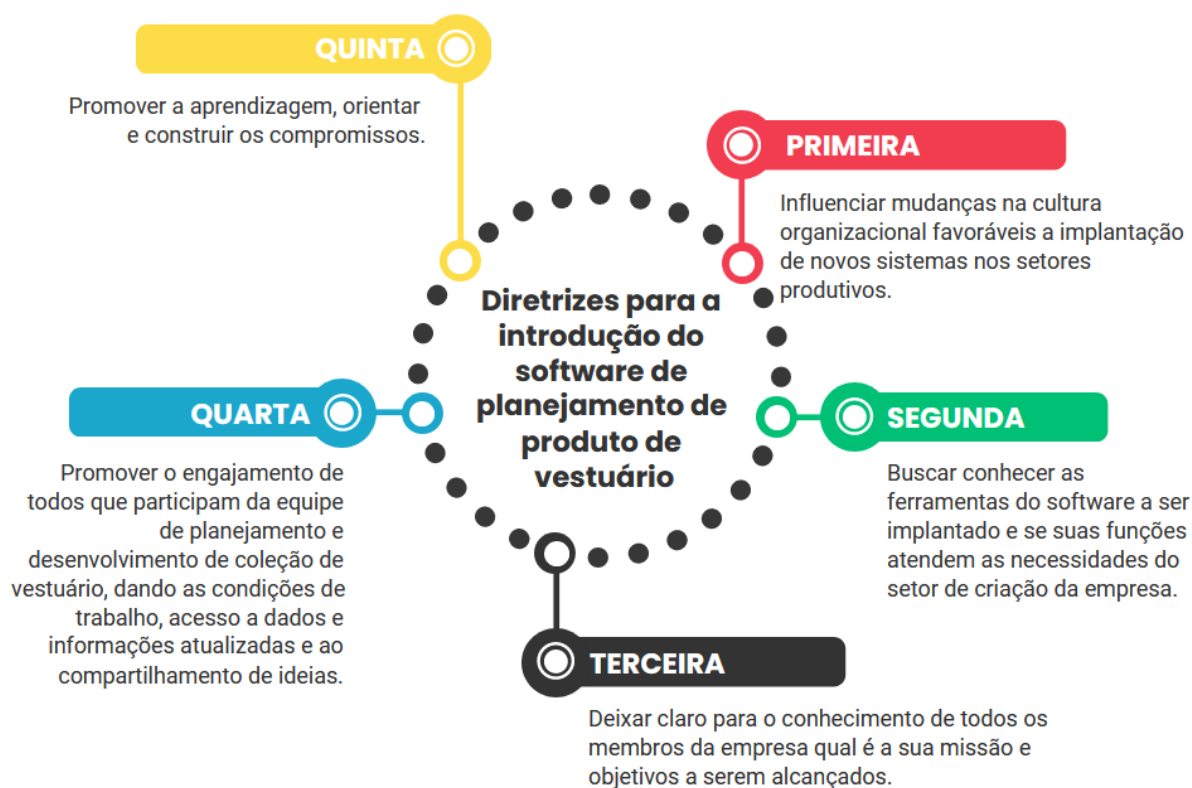 Diretrizes para a
introdução do
software de
planejamento de
produto de
vestuário
PRIMEIRA
Influenciar mudanças na cultura
organizacional favoráveis a implantação
de novos sistemas nos setores
produtivos.
SEGUNDA
Buscar conhecer as
ferramentas do software a ser
implantado e se suas funções
atendem as necessidades do
setor de criação da empresa.
TERCEIRA
Deixar claro para o conhecimento de todos os
membros da empresa qual é a sua missão e
objetivos a serem alcançados.
QUARTA
Promover o engajamento de
todos que participam da equipe
de planejamento e
desenvolvimento de coleção de
vestuário, dando as condições de
trabalho, acesso a dados e
informações atualizadas e ao
compartilhamento de ideias.
QUINTA
Promover a aprendizagem, orientar
e construir os compromissos.